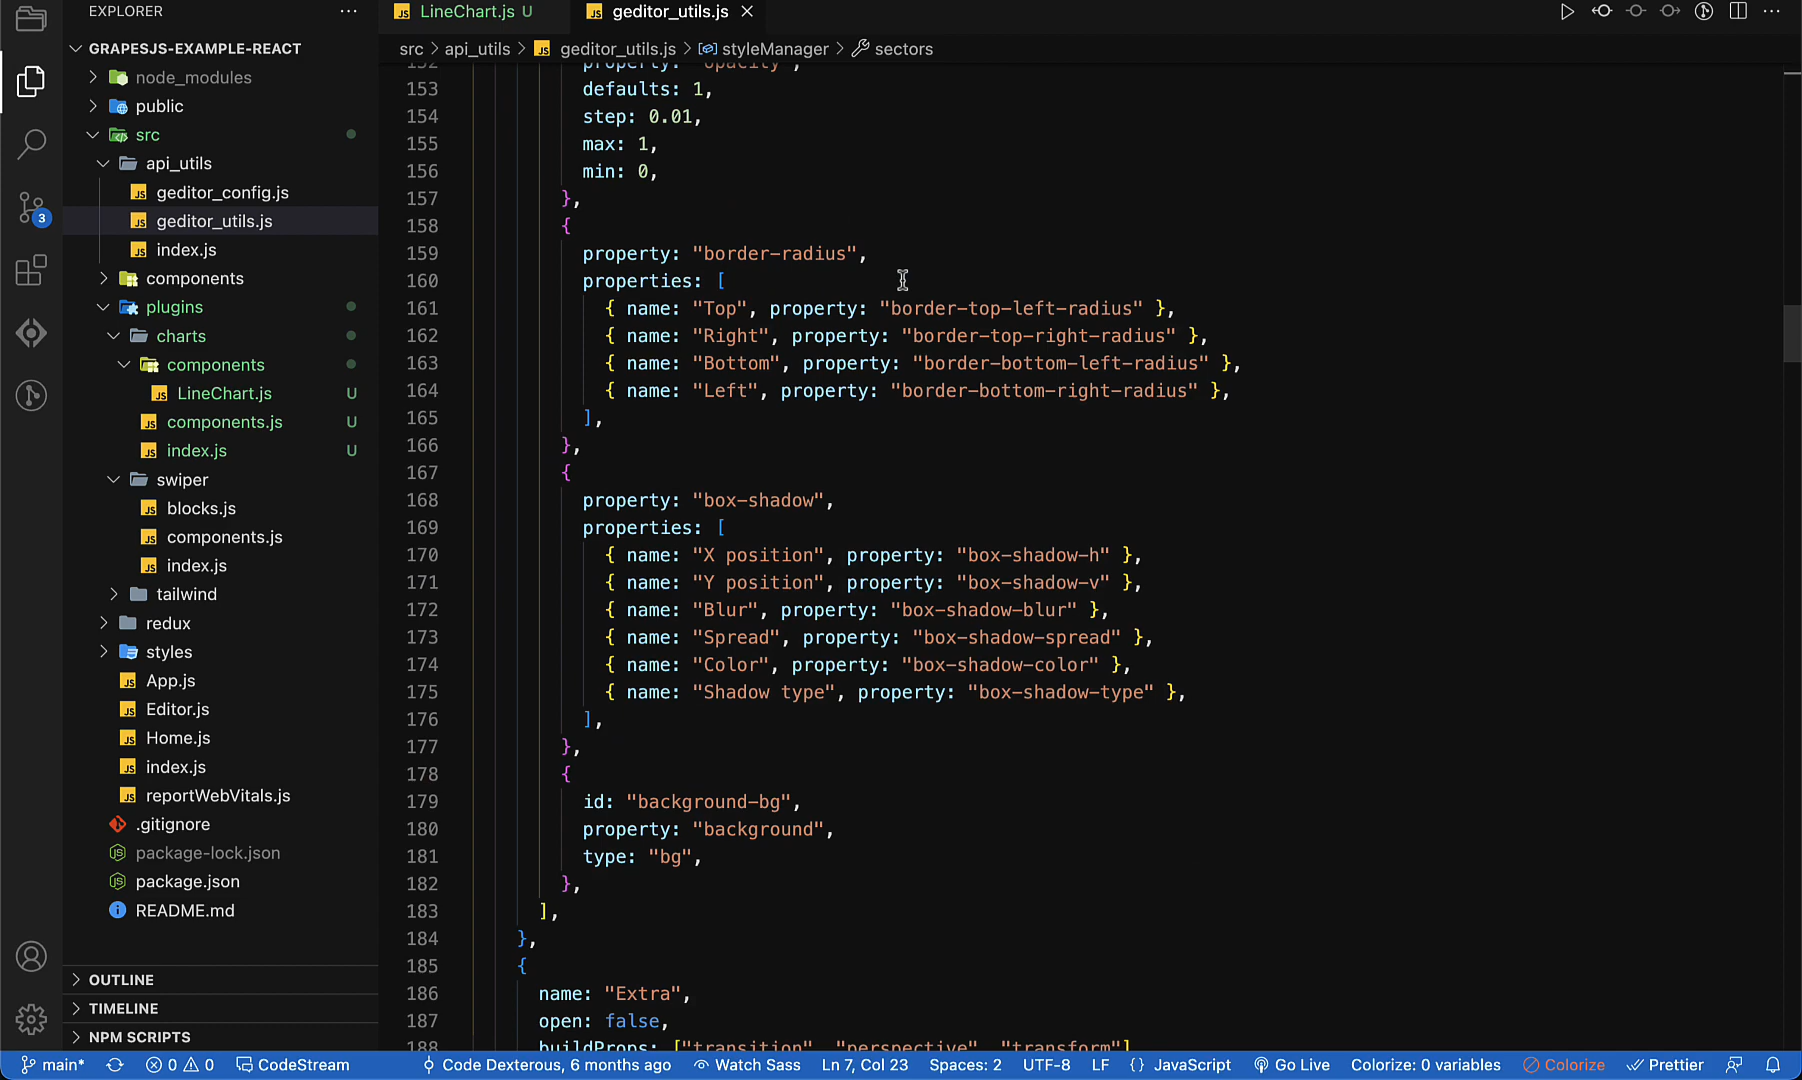 EXPLORER
GRAPESJS-EXAMPLE-REACT
node_modules
public
src
api_utils
geditor_config.js
geditor_utils.js
index.js
components
plugins
charts
components
LineChart.js U
components.js U
index.js U
swiper
blocks.js
components.js
index.js
tailwind
redux
styles
App.js
Editor.js
Home.js
index.js
reportWebVitals.js
.gitignore
package-lock.json
package.json
README.md
OUTLINE
TIMELINE
NPM SCRIPTS
3
LineChart.js U
geditor_utils.js
src > api_utils > geditor_utils.js > styleManager > sectors
152 property: "opacity",
153 defaults: 1,
154 step: 0.01,
155 max: 1,
156 min: 0,
157 },
158 {
159 property: "border-radius",
160 properties: [
161 { name: "Top", property: "border-top-left-radius" },
162 { name: "Right", property: "border-top-right-radius" },
163 { name: "Bottom", property: "border-bottom-left-radius" },
164 { name: "Left", property: "border-bottom-right-radius" },
165 ],
166 },
167 {
168 property: "box-shadow",
169 properties: [
170 { name: "X position", property: "box-shadow-h" },
171 { name: "Y position", property: "box-shadow-v" },
172 { name: "Blur", property: "box-shadow-blur" },
173 { name: "Spread", property: "box-shadow-spread" },
174 { name: "Color", property: "box-shadow-color" },
175 { name: "Shadow type", property: "box-shadow-type" },
176 ],
177 },
178 {
179 id: "background-bg",
180 property: "background",
181 type: "bg",
182 },
183 ],
184 },
185 {
186 name: "Extra",
187 open: false,
188 buildProps: ["transition", "perspective", "transform"]
main* 0 0 CodeStream Code Dexterous, 6 months ago Watch Sass Ln 7, Col 23 Spaces: 2 UTF-8 LF {} JavaScript Go Live Colorize: 0 variables Colorize Prettier